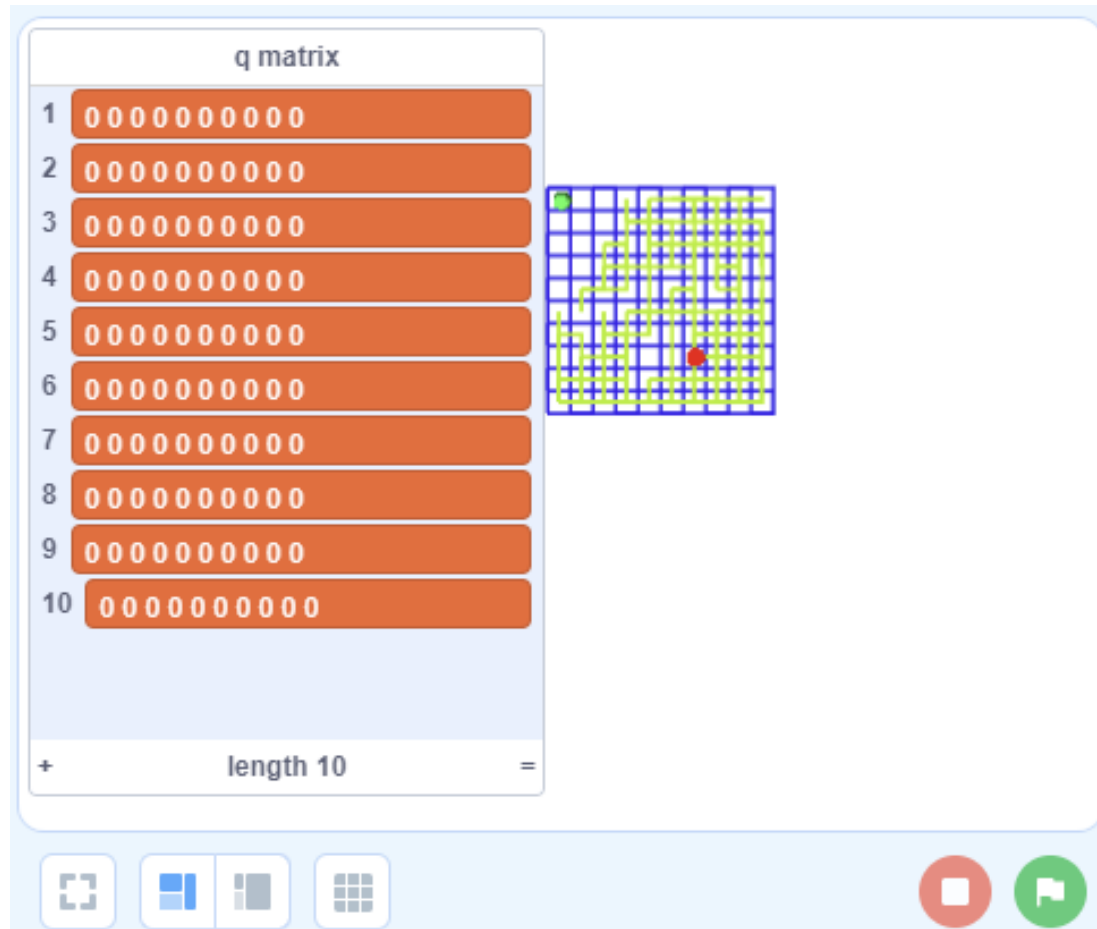 q matrix
1 0 0 0 0 0 0 0 0 0 0
2 0 0 0 0 0 0 0 0 0 0
3 0 0 0 0 0 0 0 0 0 0
4 0 0 0 0 0 0 0 0 0 0
5 0 0 0 0 0 0 0 0 0 0
6 0 0 0 0 0 0 0 0 0 0
7 0 0 0 0 0 0 0 0 0 0
8 0 0 0 0 0 0 0 0 0 0
9 0 0 0 0 0 0 0 0 0 0
10 0 0 0 0 0 0 0 0 0 0
+ length 10 =